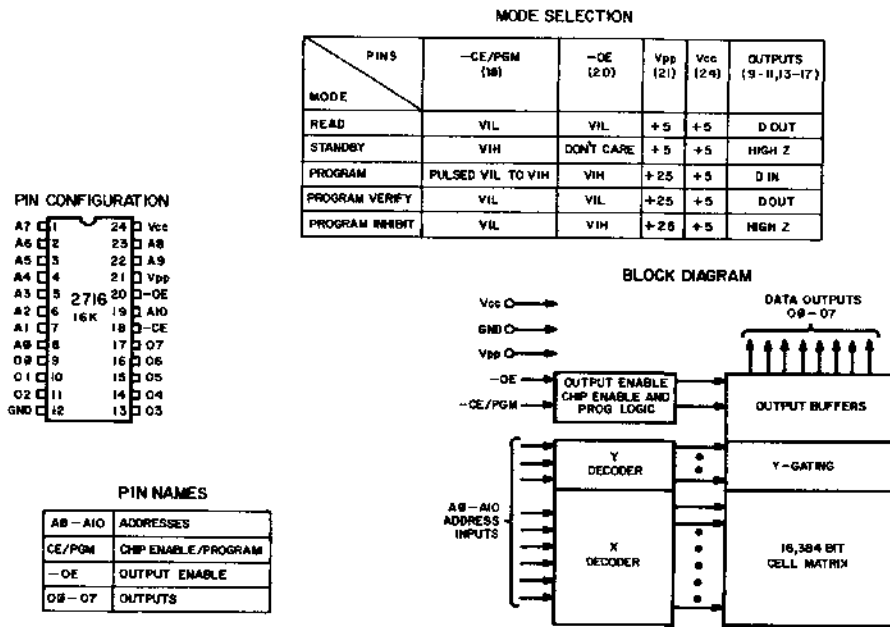 MODE SELECTION
PINS
MODE
-CE/PGM
(18)
-OE
(20)
Vpp
(21)
Vcc
(24)
OUTPUTS
(9-11,13-17)
READ VIL VIL +5 +5 D OUT
STANDBY VIH DON'T CARE +5 +5 HIGH Z
PROGRAM PULSED VIL TO VIH VIH +25 +5 D IN
PROGRAM VERIFY VIL VIL +25 +5 DOUT
PROGRAM INHIBIT VIL VIH +25 +5 HIGH Z
PIN CONFIGURATION
A7 1 24 Vcc
A6 2 23 A8
A5 3 22 A9
A4 4 21 Vpp
A3 5 20 -OE
A2 6 19 A10
A1 7 18 -CE
A0 8 17 O7
O0 9 16 O6
O1 10 15 O5
O2 11 14 O4
GND 12 13 O3
2716
16K
PIN NAMES
A0-A10 ADDRESSES
CE/PGM CHIP ENABLE/PROGRAM
-OE OUTPUT ENABLE
O0-O7 OUTPUTS
BLOCK DIAGRAM
Vcc
GND
Vpp
-OE
-CE/PGM
OUTPUT ENABLE
CHIP ENABLE AND
PROG LOGIC
DATA OUTPUTS
O0-O7
OUTPUT BUFFERS
Y
DECODER
Y-GATING
A0-A10
ADDRESS
INPUTS
X
DECODER
16,384 BIT
CELL MATRIX